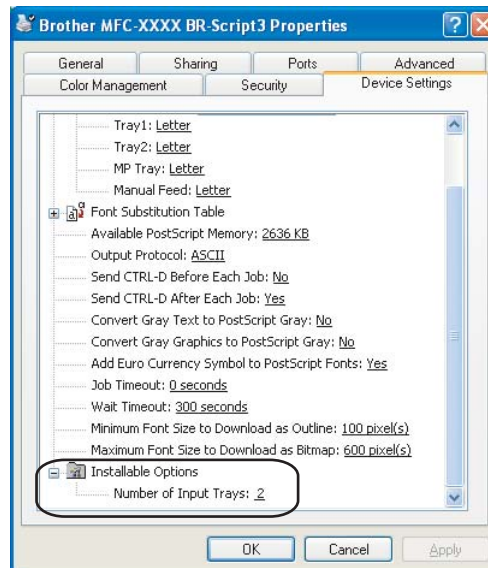 Brother MFC-XXXX BR-Script3 Properties
General Sharing Ports Advanced
Color Management Security Device Settings
Tray1: Letter
Tray2: Letter
MP Tray: Letter
Manual Feed: Letter
Font Substitution Table
Available PostScript Memory: 2636 KB
Output Protocol: ASCII
Send CTRL-D Before Each Job: No
Send CTRL-D After Each Job: Yes
Convert Gray Text to PostScript Gray: No
Convert Gray Graphics to PostScript Gray: No
Add Euro Currency Symbol to PostScript Fonts: Yes
Job Timeout: 0 seconds
Wait Timeout: 300 seconds
Minimum Font Size to Download as Outline: 100 pixel(s)
Maximum Font Size to Download as Bitmap: 600 pixel(s)
Installable Options
Number of Input Trays: 2
OK Cancel Apply